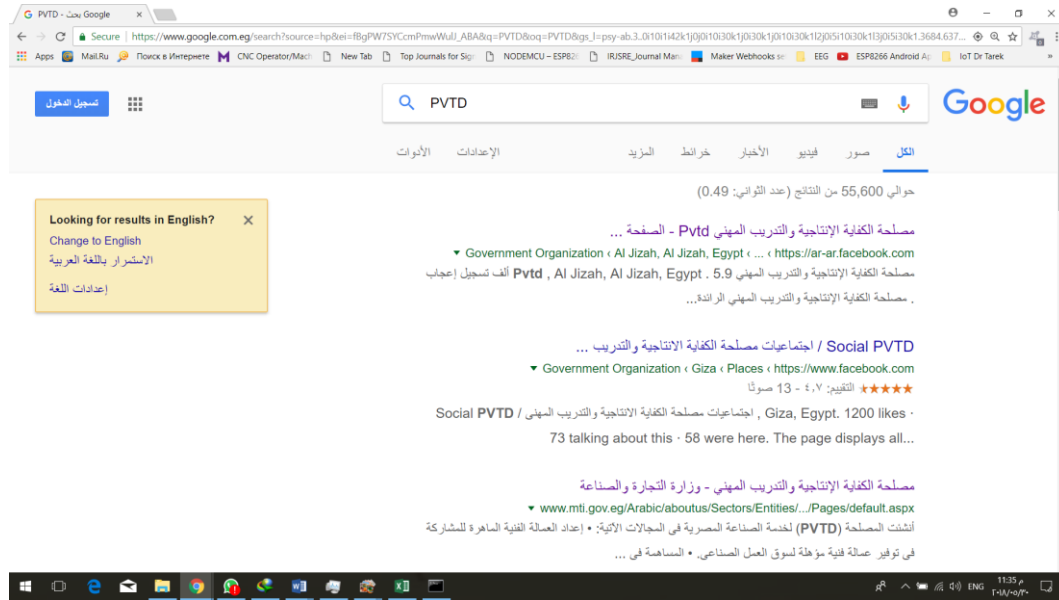 PVTD - بحث Google
Secure | https://www.google.com.eg/search?source=hp&ei=fBgPW7SYCcmPmwWulJ_ABA&q=PVTD&oq=PVTD&gs_l=psy-ab.3..0i10i1i42k1j0j0i10i30k1j0i30k1j0i10i30k1l2j0i5i10i30k1l3j0i5i30k1.3684.637...
Apps Mail.Ru Поиск в Интернете CNC Operator/Mach New Tab Top Journals for Sig NODEMCU – ESP82 IRJSRE_Journal Man Maker Webhooks se EEG ESP8266 Android Ap IoT Dr Tarek »
تسجيل الدخول
PVTD
Google
الكل صور فيديو الأخبار خرائط المزيد الإعدادات الأدوات
حوالي 55,600 من النتائج (عدد الثواني: 0.49)
Looking for results in English?
Change to English
الاستمرار باللغة العربية
إعدادات اللغة
مصلحة الكفاية الإنتاجية والتدريب المهني Pvtd - الصفحة ...
Government Organization › Al Jizah, Al Jizah, Egypt › ... › https://ar-ar.facebook.com
مصلحة الكفاية الإنتاجية والتدريب المهني Pvtd , Al Jizah, Al Jizah, Egypt . 5.9 ألف تسجيل إعجاب
. مصلحة الكفاية الإنتاجية والتدريب المهني الرائدة...
Social PVTD / اجتماعيات مصلحة الكفاية الانتاجية والتدريب ...
Government Organization › Giza › Places › https://www.facebook.com
التقييم: ٤,٧ - 13 صوتًا
Social PVTD / اجتماعيات مصلحة الكفاية الانتاجية والتدريب المهنى , Giza, Egypt. 1200 likes ·
73 talking about this · 58 were here. The page displays all...
مصلحة الكفاية الإنتاجية والتدريب المهني - وزارة التجارة والصناعة
www.mti.gov.eg/Arabic/aboutus/Sectors/Entities/.../Pages/default.aspx
أنشئت المصلحة (PVTD) لخدمة الصناعة المصرية فى المجالات الآتية: • إعداد العمالة الفنية الماهرة للمشاركة
فى توفير عمالة فنية مؤهلة لسوق العمل الصناعى. • المساهمة فى ...
ENG
11:35 م
٢٠١٨/٠٥/٣٠